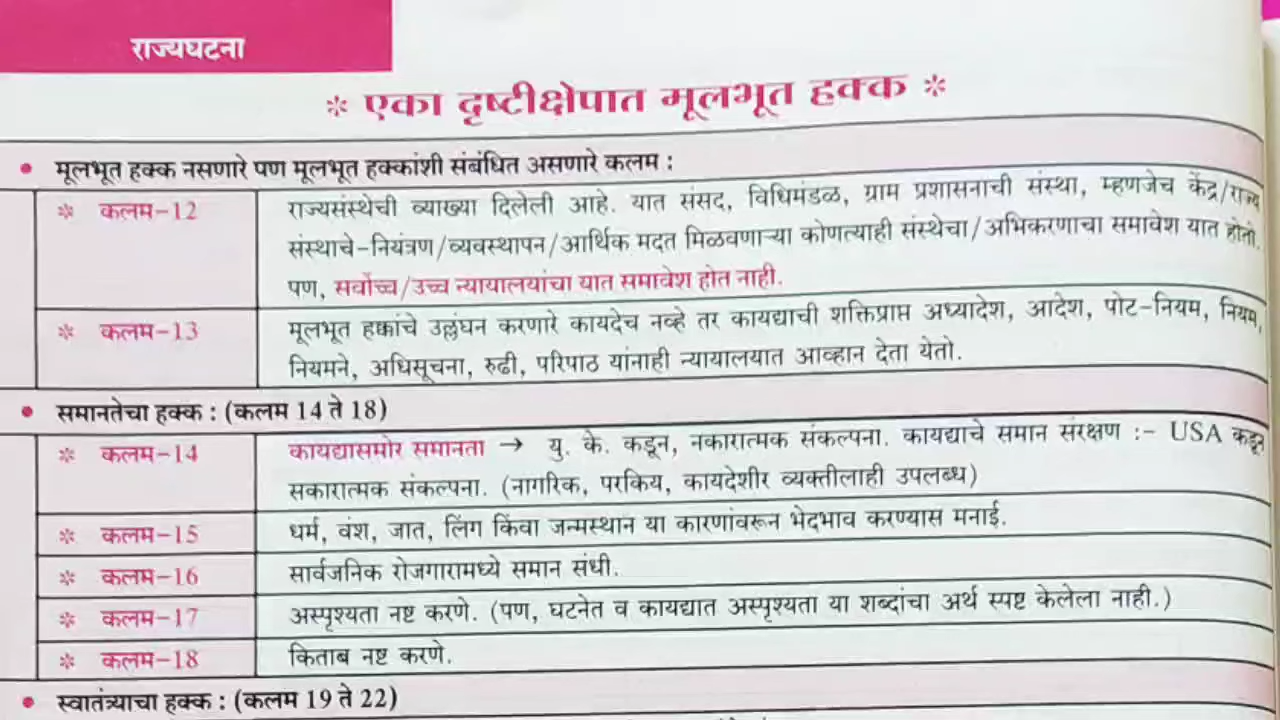 राज्यघटना
* एका दृष्टीक्षेपात मूलभूत हक्क *
• मूलभूत हक्क नसणारे पण मूलभूत हक्कांशी संबंधित असणारे कलम :
* कलम-12 राज्यसंस्थेची व्याख्या दिलेली आहे. यात संसद, विधिमंडळ, ग्राम प्रशासनाची संस्था, म्हणजेच केंद्र/राज्य
संस्थाचे-नियंत्रण/व्यवस्थापन/आर्थिक मदत मिळवणाऱ्या कोणत्याही संस्थेचा/अभिकरणाचा समावेश यात होतो.
पण, सर्वोच्च/उच्च न्यायालयांचा यात समावेश होत नाही.
* कलम-13 मूलभूत हक्कांचे उल्लंघन करणारे कायदेच नव्हे तर कायद्याची शक्तिप्राप्त अध्यादेश, आदेश, पोट-नियम, नियम,
नियमने, अधिसूचना, रुढी, परिपाठ यांनाही न्यायालयात आव्हान देता येतो.
• समानतेचा हक्क : (कलम 14 ते 18)
* कलम-14 कायद्यासमोर समानता → यु. के. कडून, नकारात्मक संकल्पना. कायद्याचे समान संरक्षण :- USA कडून
सकारात्मक संकल्पना. (नागरिक, परकिय, कायदेशीर व्यक्तीलाही उपलब्ध)
* कलम-15 धर्म, वंश, जात, लिंग किंवा जन्मस्थान या कारणांवरून भेदभाव करण्यास मनाई.
* कलम-16 सार्वजनिक रोजगारामध्ये समान संधी.
* कलम-17 अस्पृश्यता नष्ट करणे. (पण, घटनेत व कायद्यात अस्पृश्यता या शब्दांचा अर्थ स्पष्ट केलेला नाही.)
* कलम-18 किताब नष्ट करणे.
• स्वातंत्र्याचा हक्क : (कलम 19 ते 22)